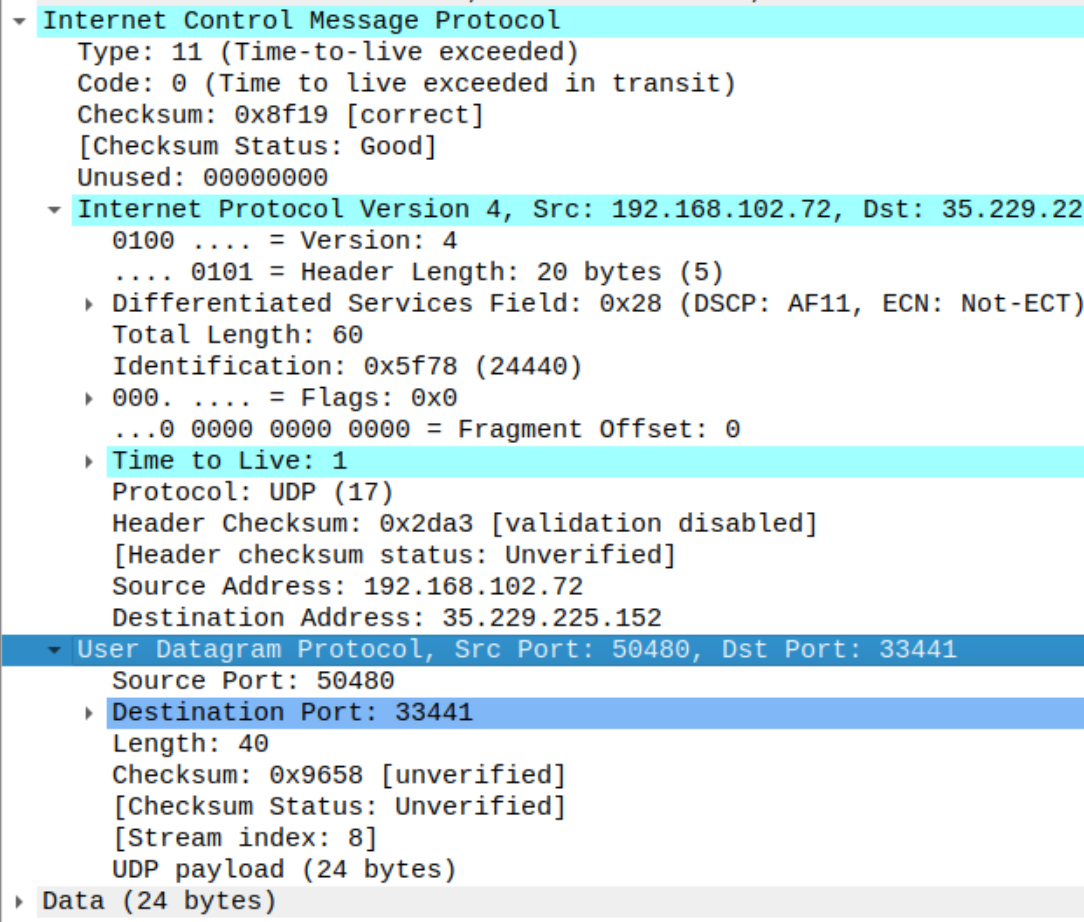 Internet Control Message Protocol
Type: 11 (Time-to-live exceeded)
Code: 0 (Time to live exceeded in transit)
Checksum: 0x8f19 [correct]
[Checksum Status: Good]
Unused: 00000000
Internet Protocol Version 4, Src: 192.168.102.72, Dst: 35.229.22
0100 .... = Version: 4
.... 0101 = Header Length: 20 bytes (5)
Differentiated Services Field: 0x28 (DSCP: AF11, ECN: Not-ECT)
Total Length: 60
Identification: 0x5f78 (24440)
000. .... = Flags: 0x0
...0 0000 0000 0000 = Fragment Offset: 0
Time to Live: 1
Protocol: UDP (17)
Header Checksum: 0x2da3 [validation disabled]
[Header checksum status: Unverified]
Source Address: 192.168.102.72
Destination Address: 35.229.225.152
User Datagram Protocol, Src Port: 50480, Dst Port: 33441
Source Port: 50480
Destination Port: 33441
Length: 40
Checksum: 0x9658 [unverified]
[Checksum Status: Unverified]
[Stream index: 8]
UDP payload (24 bytes)
Data (24 bytes)